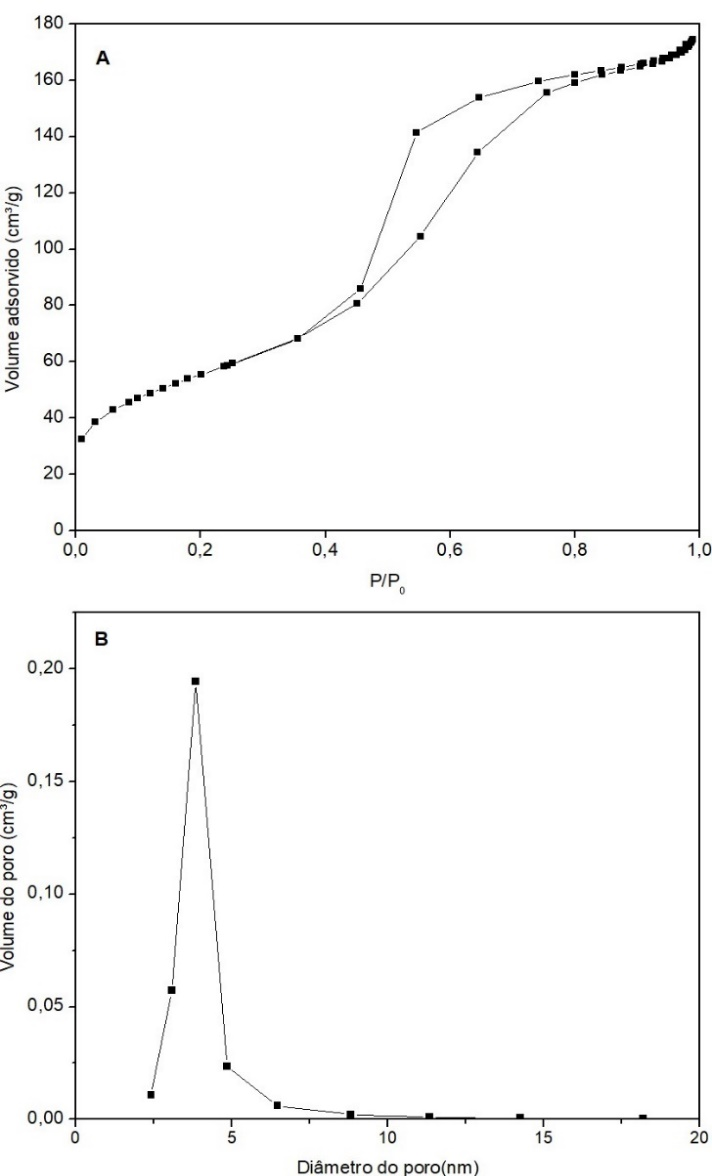 A
180
160
140
120
100
80
60
40
20
0
Volume adsorvido (cm³/g)
0,0 0,2 0,4 0,6 0,8 1,0
P/P₀
B
0,20
0,15
0,10
0,05
0,00
Volume do poro (cm³/g)
0 5 10 15 20
Diâmetro do poro(nm)